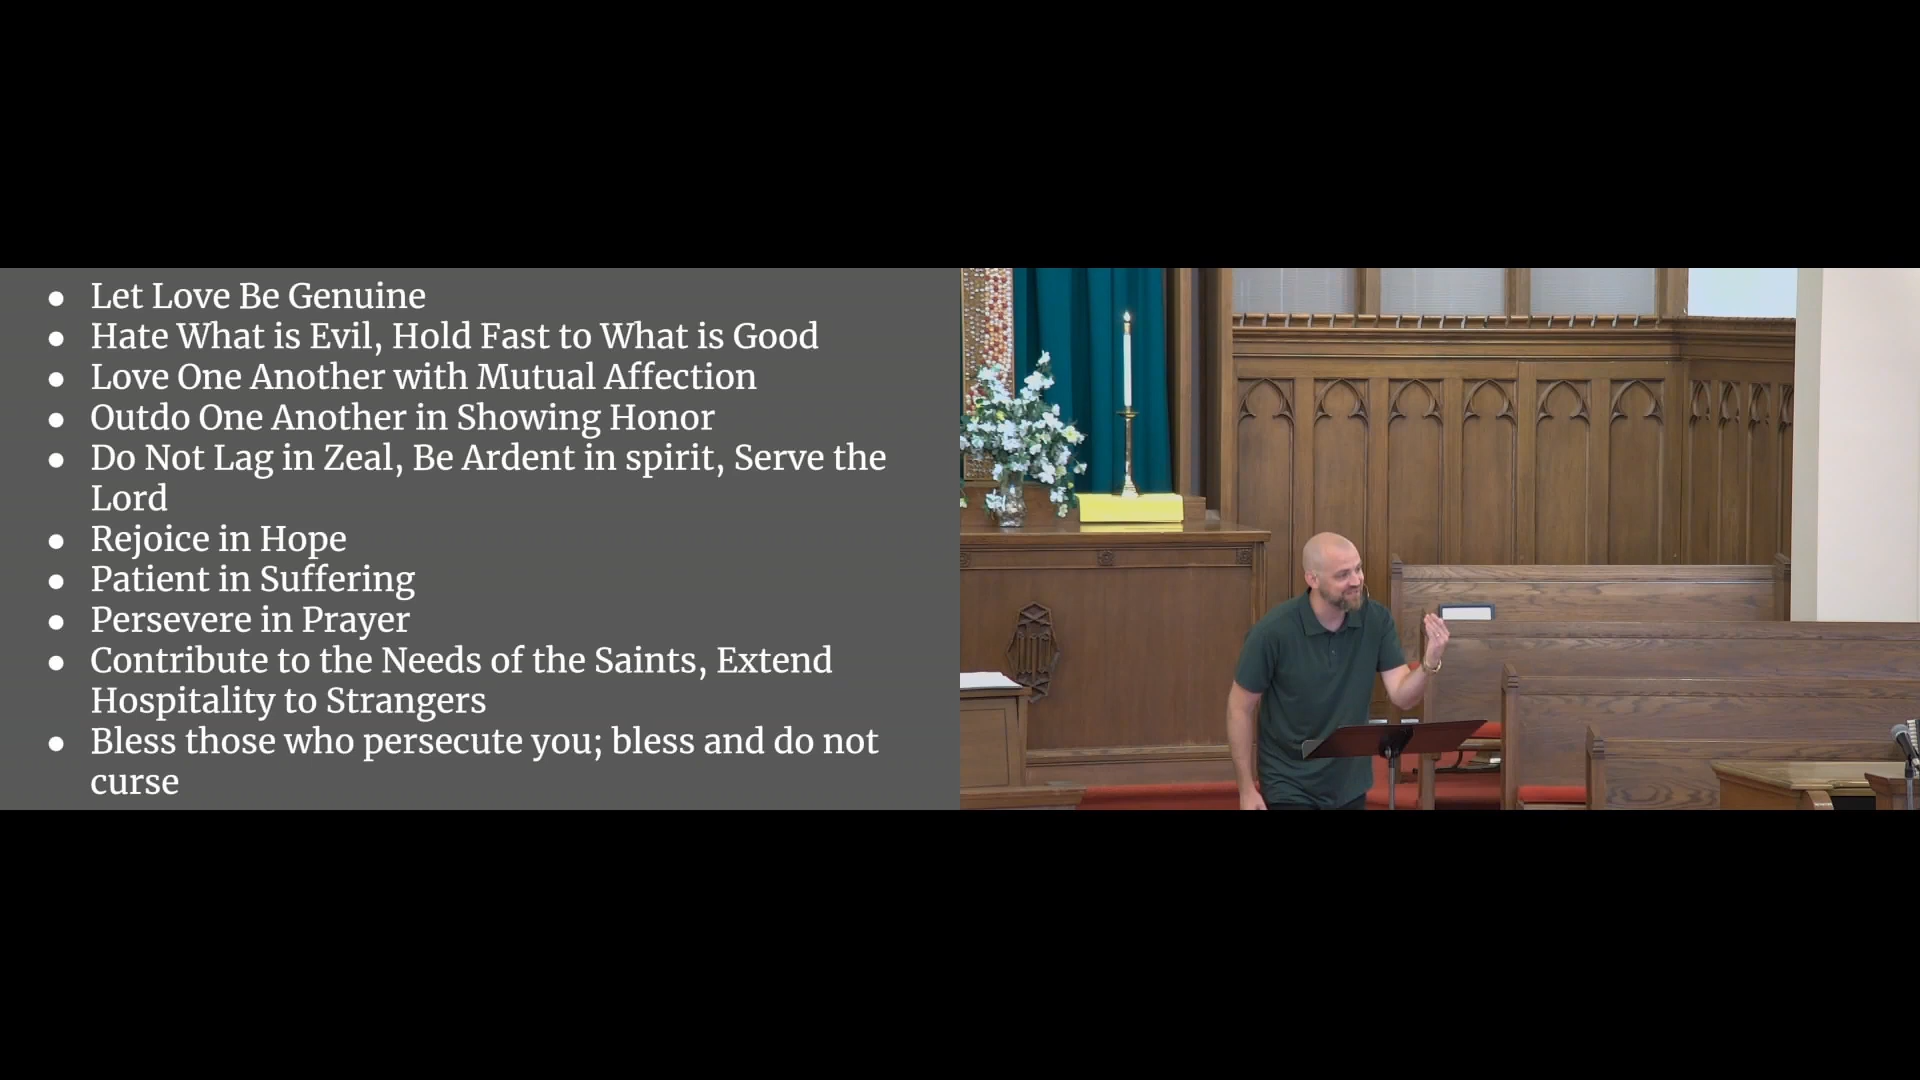 ● Let Love Be Genuine
● Hate What is Evil, Hold Fast to What is Good
● Love One Another with Mutual Affection
● Outdo One Another in Showing Honor
● Do Not Lag in Zeal, Be Ardent in spirit, Serve the
Lord
● Rejoice in Hope
● Patient in Suffering
● Persevere in Prayer
● Contribute to the Needs of the Saints, Extend
Hospitality to Strangers
● Bless those who persecute you; bless and do not
curse